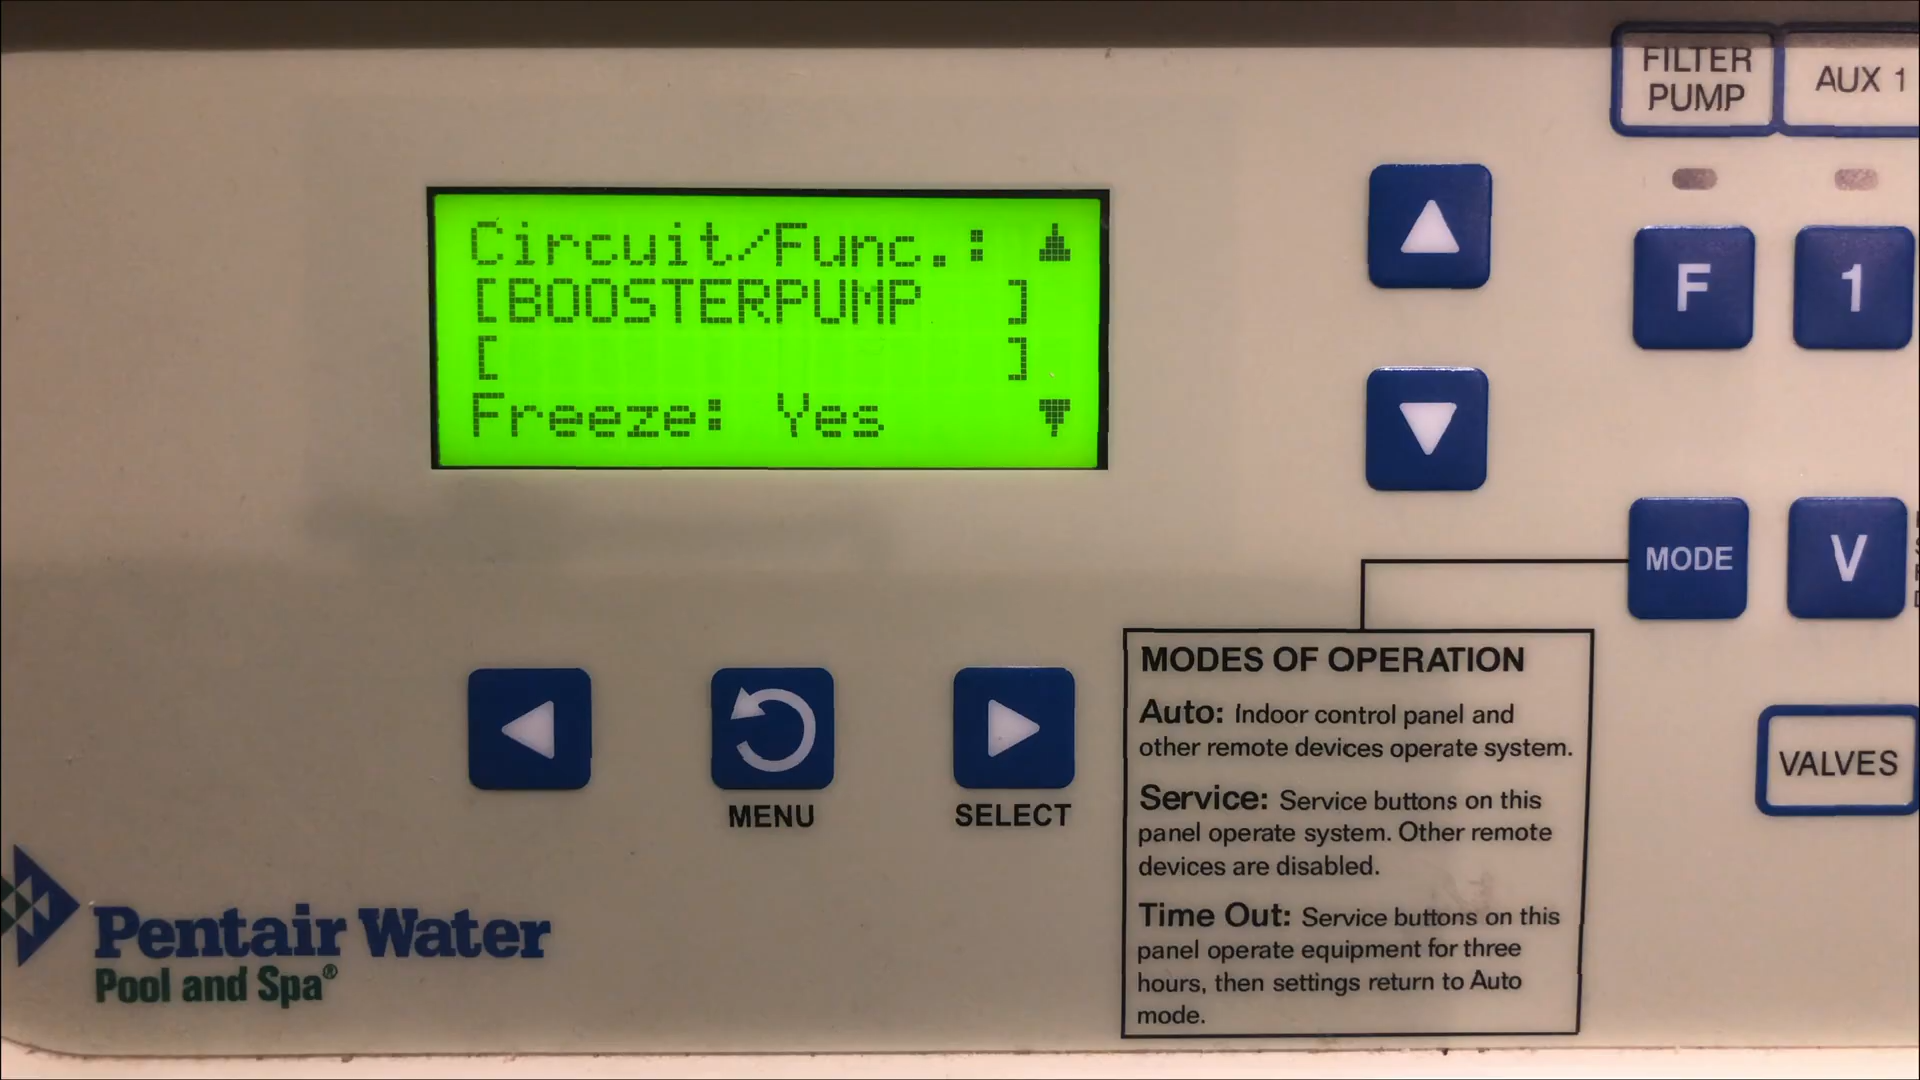 FILTER
PUMP
AUX 1
Circuit/Func.:
[BOOSTERPUMP ]
[ ]
Freeze: Yes
F
1
MODE
V
MODES OF OPERATION
Auto: Indoor control panel and
other remote devices operate system.
Service: Service buttons on this
panel operate system. Other remote
devices are disabled.
Time Out: Service buttons on this
panel operate equipment for three
hours, then settings return to Auto
mode.
VALVES
MENU
SELECT
Pentair Water
Pool and Spa®